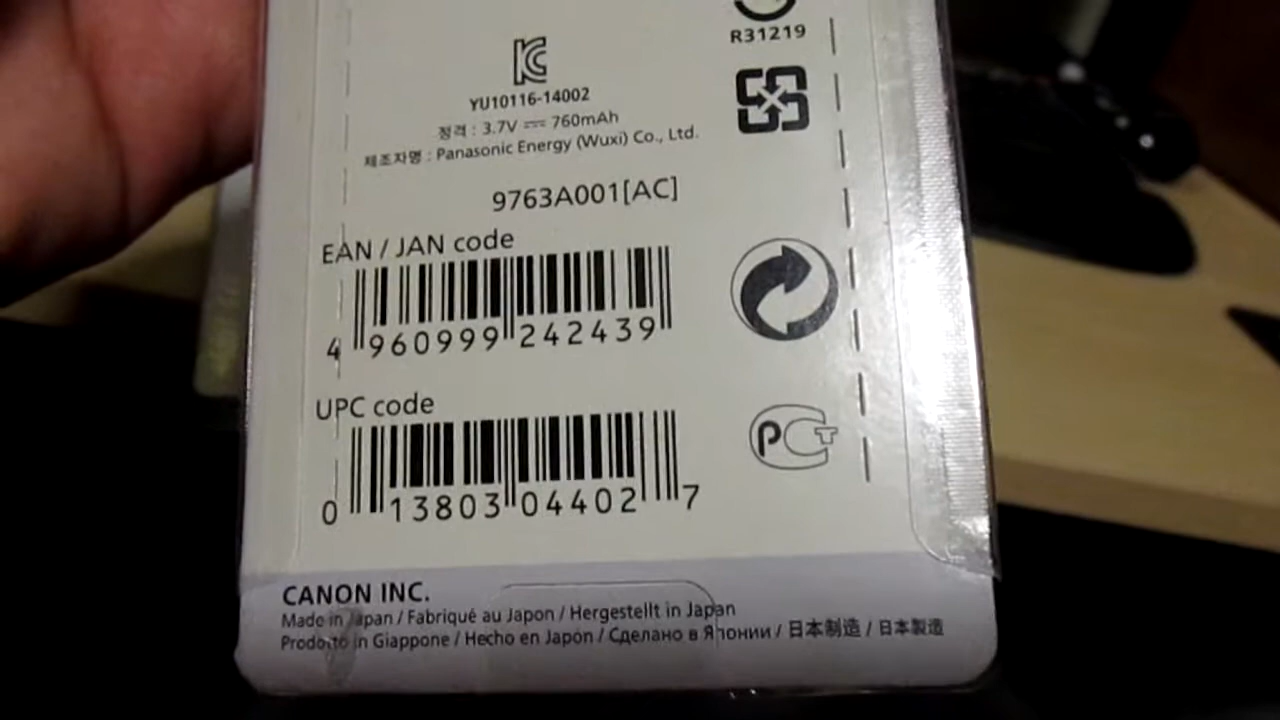 R31219
YU10116-14002
정격 : 3.7V ⎓ 760mAh
제조자명 : Panasonic Energy (Wuxi) Co., Ltd.
9763A001[AC]
EAN / JAN code
4 960999 242439
UPC code
0 13803 04402 7
CANON INC.
Made in Japan / Fabriqué au Japon / Hergestellt in Japan
Prodotto in Giappone / Hecho en Japón / Сделано в Японии / 日本制造 / 日本製造